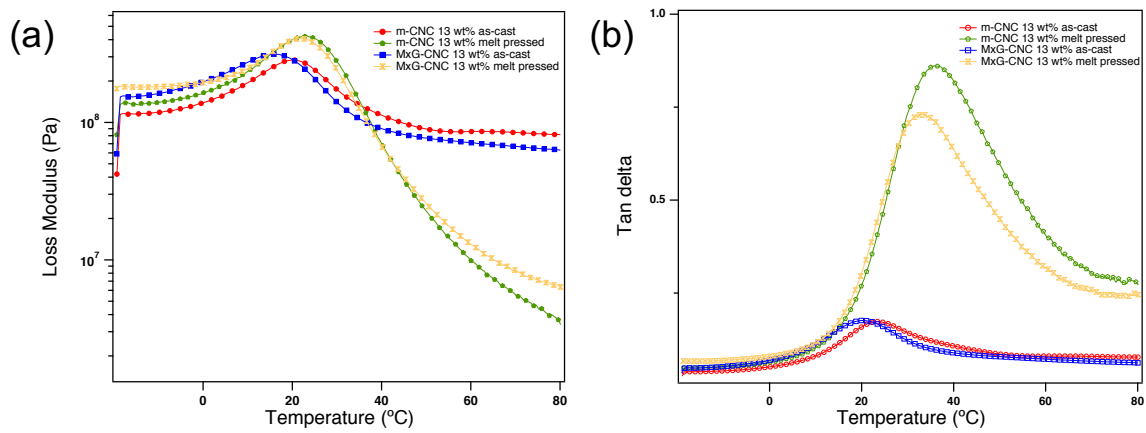 (a)
m-CNC 13 wt% as-cast
m-CNC 13 wt% melt pressed
MxG-CNC 13 wt% as-cast
MxG-CNC 13 wt% melt pressed
10⁸
10⁷
Loss Modulus (Pa)
0
20
40
60
80
Temperature (ºC)
(b)
1.0
m-CNC 13 wt% as-cast
m-CNC 13 wt% melt pressed
MxG-CNC 13 wt% as-cast
MxG-CNC 13 wt% melt pressed
0.5
Tan delta
0
20
40
60
80
Temperature (ºC)